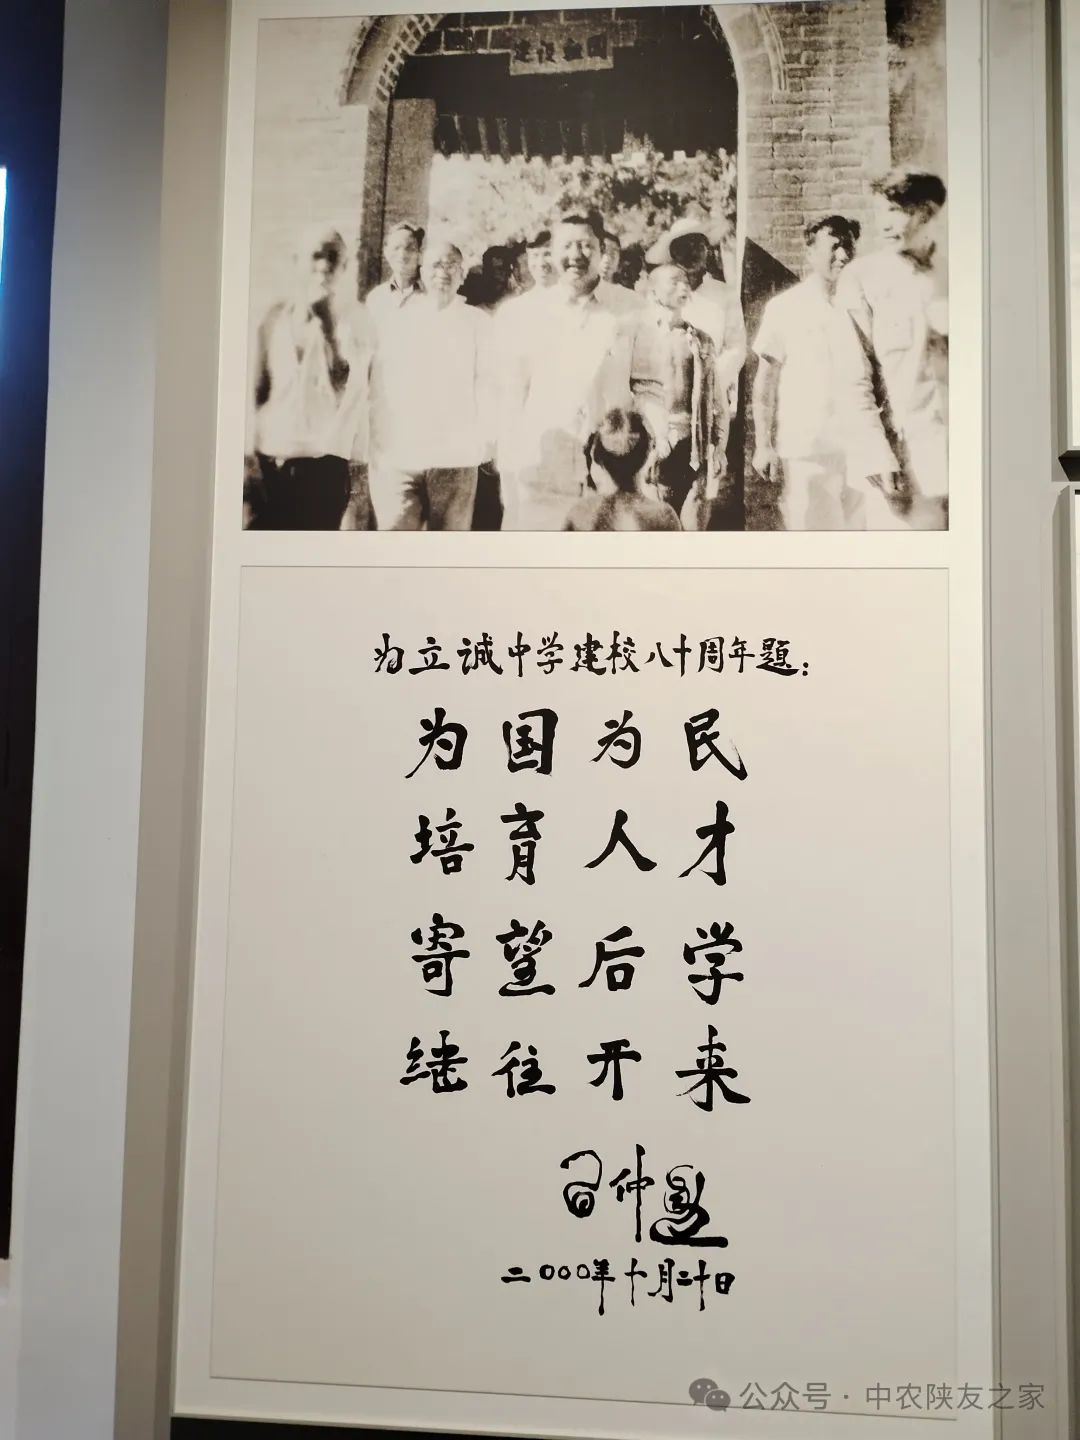 为立诚中学建校八十周年题:
为国为民
培育人才
寄望后学
继往开来
习仲勋
二〇〇〇年十月二十日
公众号·中农陕友之家